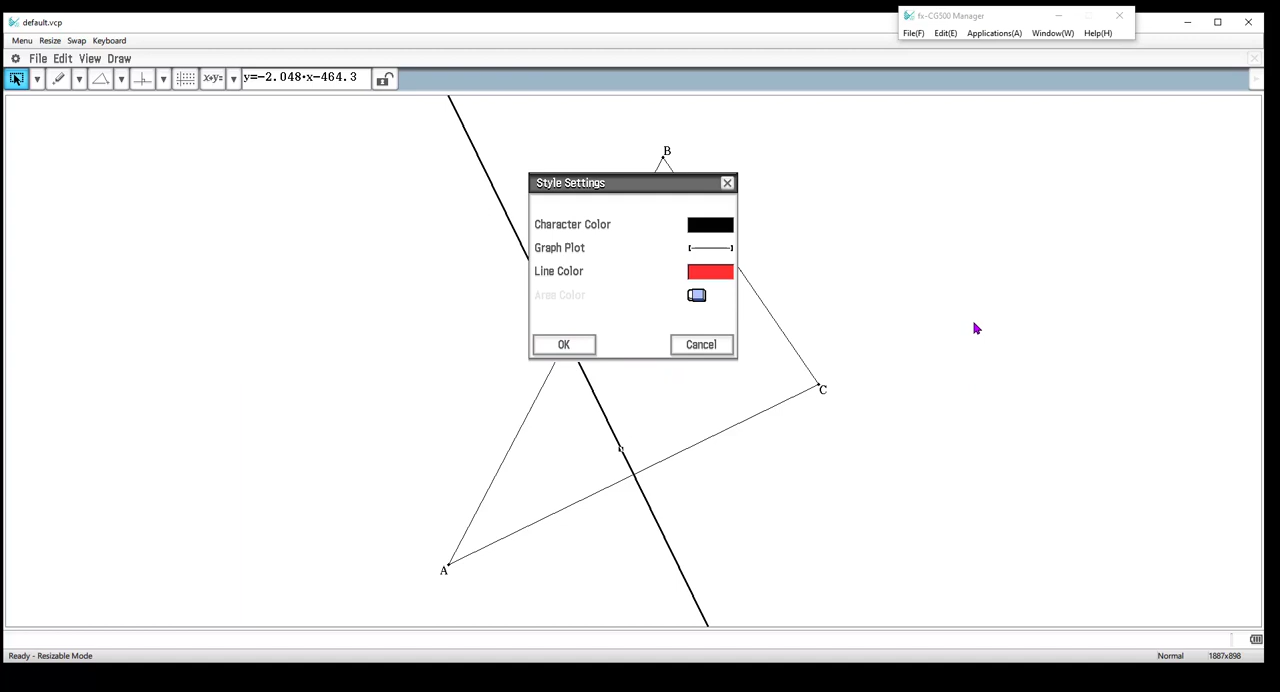 default.vcp
fx-CG500 Manager
File(F) Edit(E) Applications(A) Window(W) Help(H)
Menu Resize Swap Keyboard
File Edit View Draw
y=-2.048·x-464.3
B
Style Settings
Character Color
Graph Plot
Line Color
Area Color
OK Cancel
C
A
Ready - Resizable Mode Normal 1887x898